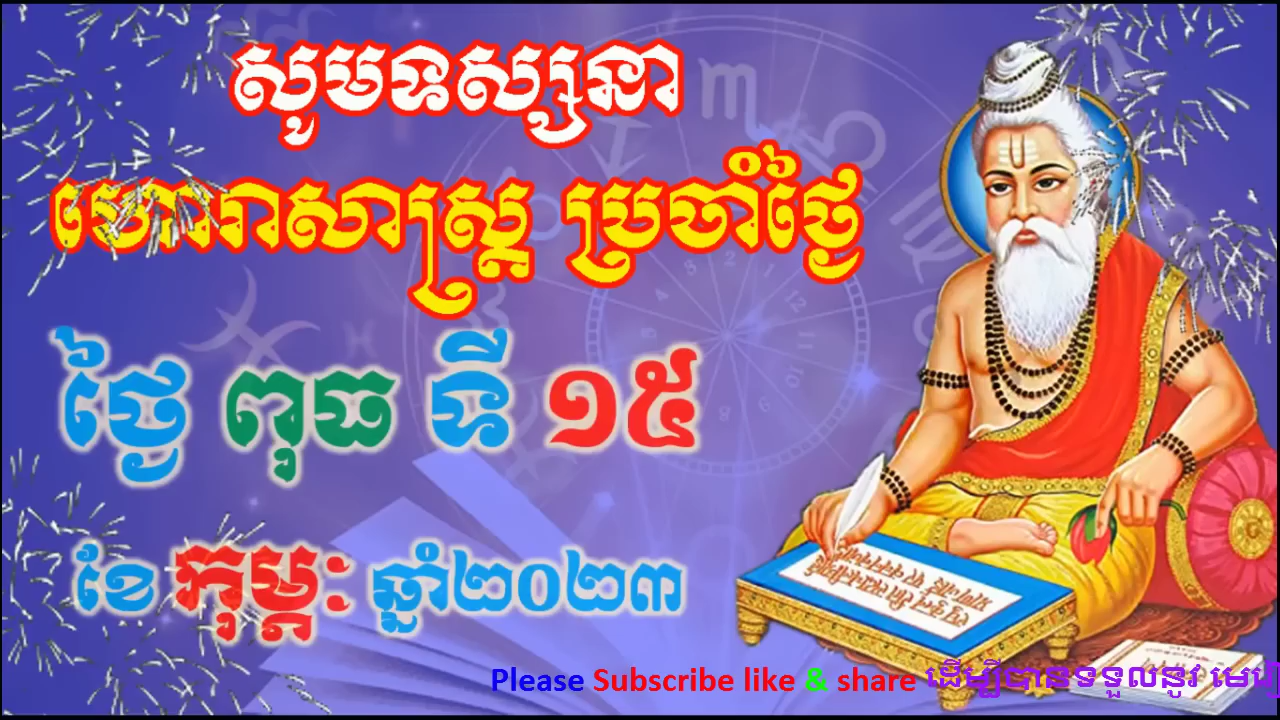 សូមទស្សនា
ហោរាសាស្ត្រ ប្រចាំថ្ងៃ
ថ្ងៃ ពុធ ទី ១៥
ខែ កុម្ភៈ ឆ្នាំ២០២៣
Please Subscribe like & share ដើម្បីបានទទួលនូវ